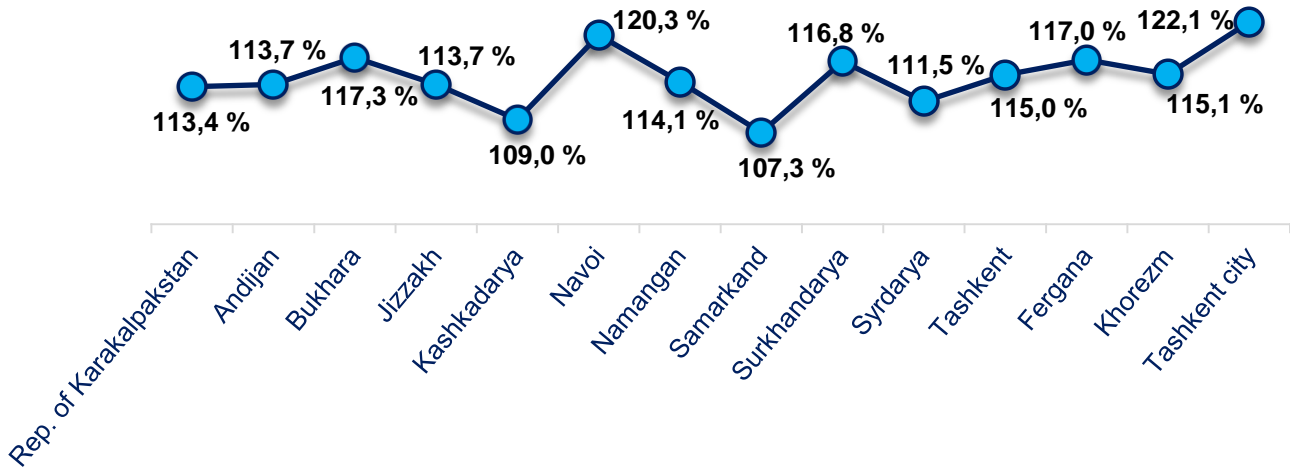 113,4 %
113,7 %
117,3 %
113,7 %
109,0 %
120,3 %
114,1 %
107,3 %
116,8 %
111,5 %
115,0 %
117,0 %
115,1 %
122,1 %
Rep. of Karakalpakstan
Andijan
Bukhara
Jizzakh
Kashkadarya
Navoi
Namangan
Samarkand
Surkhandarya
Syrdarya
Tashkent
Fergana
Khorezm
Tashkent city